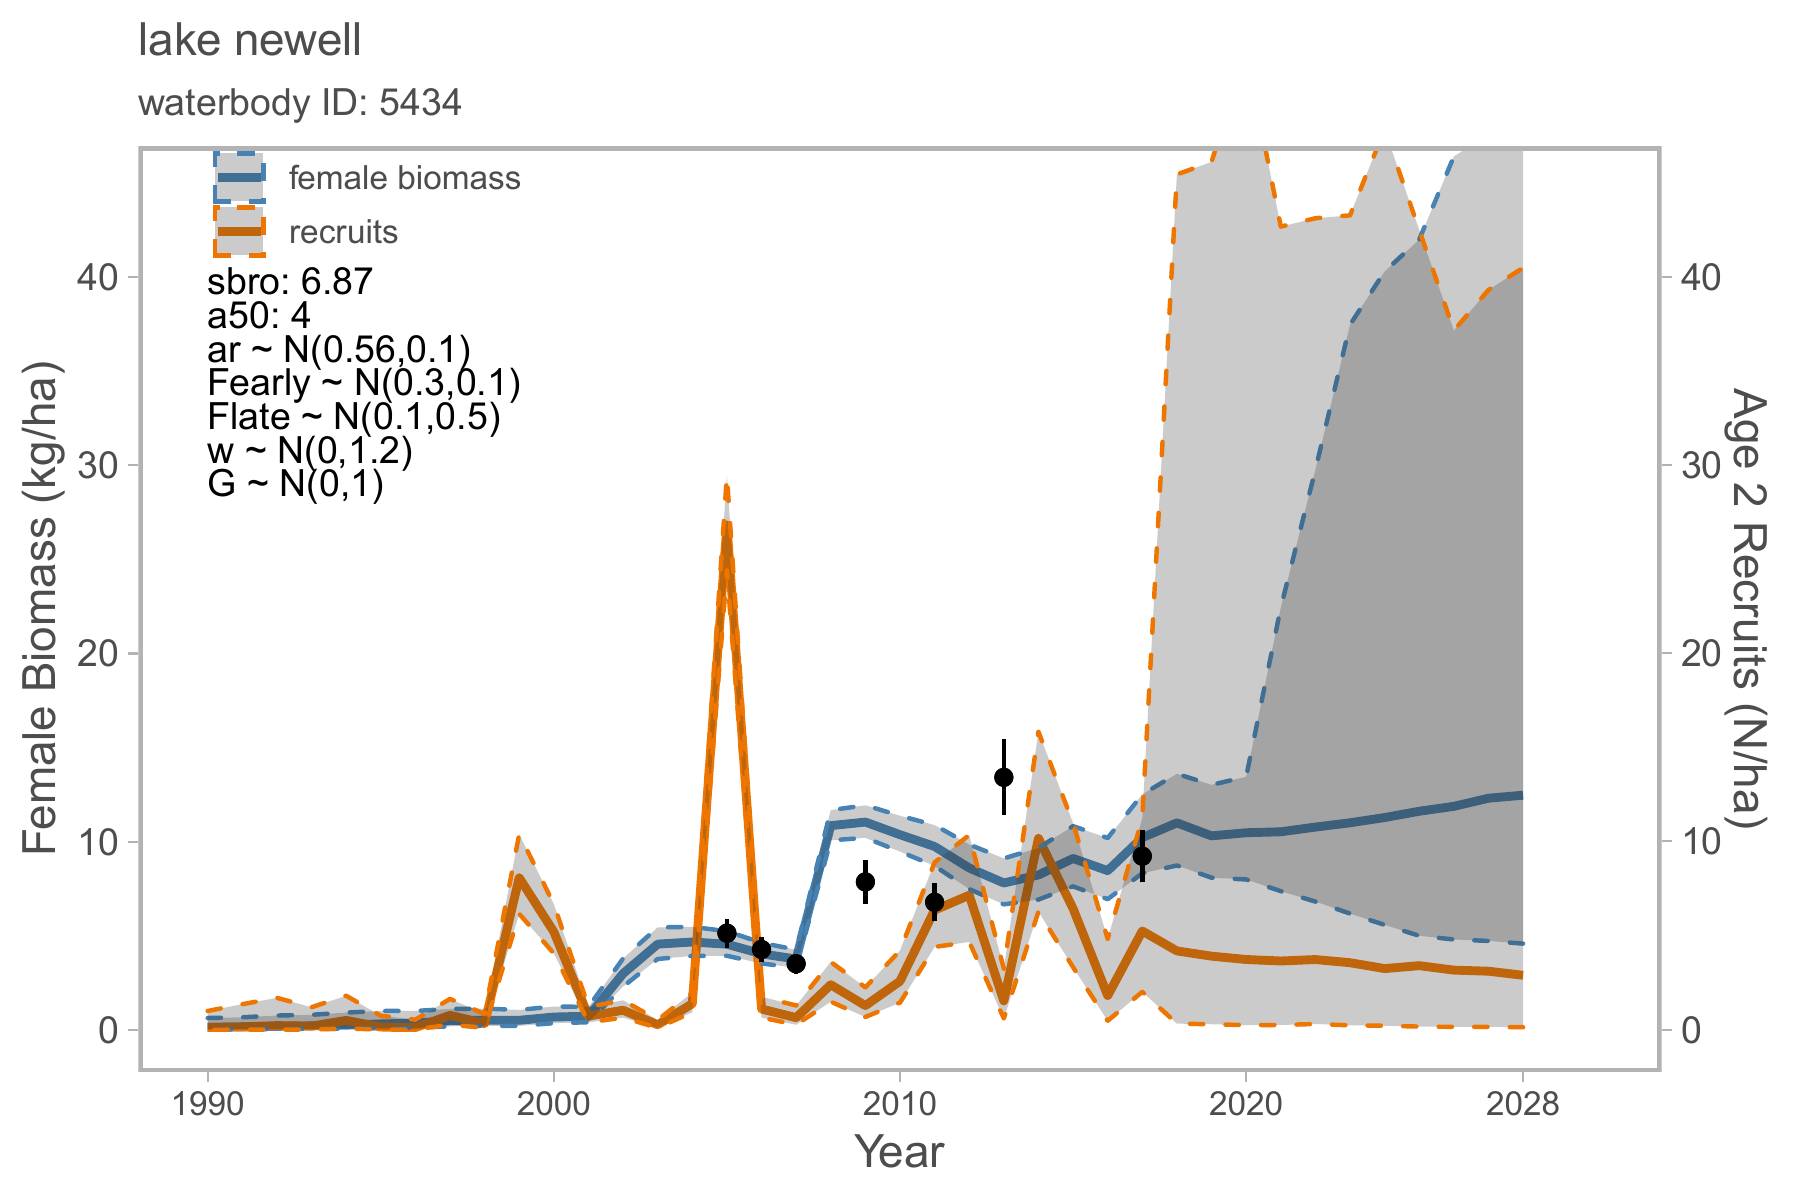 lake newell
waterbody ID: 5434
female biomass
recruits
sbro: 6.87
a50: 4
ar ~ N(0.56,0.1)
Fearly ~ N(0.3,0.1)
Flate ~ N(0.1,0.5)
w ~ N(0,1.2)
G ~ N(0,1)
Female Biomass (kg/ha)
40
30
20
10
0
Age 2 Recruits (N/ha)
40
30
20
10
0
1990 2000 2010 2020 2028
Year